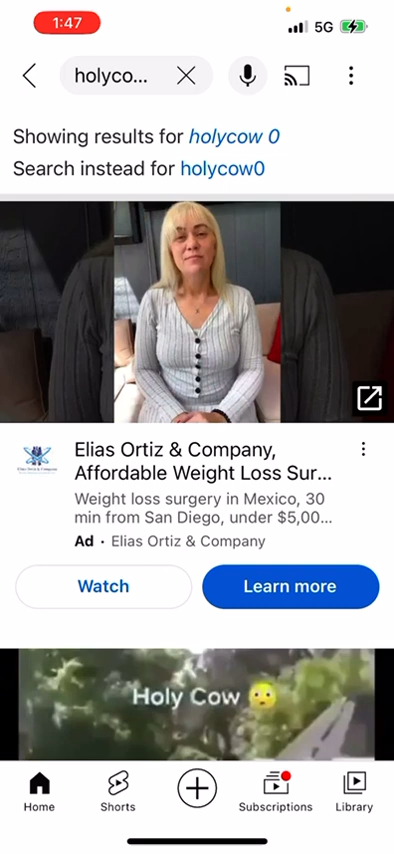 1:47
5G
holyco...
Showing results for holycow 0
Search instead for holycow0
Elias Ortiz & Company,
Affordable Weight Loss Sur...
Weight loss surgery in Mexico, 30
min from San Diego, under $5,00...
Ad · Elias Ortiz & Company
Watch
Learn more
Holy Cow 😳
Home
Shorts
Subscriptions
Library